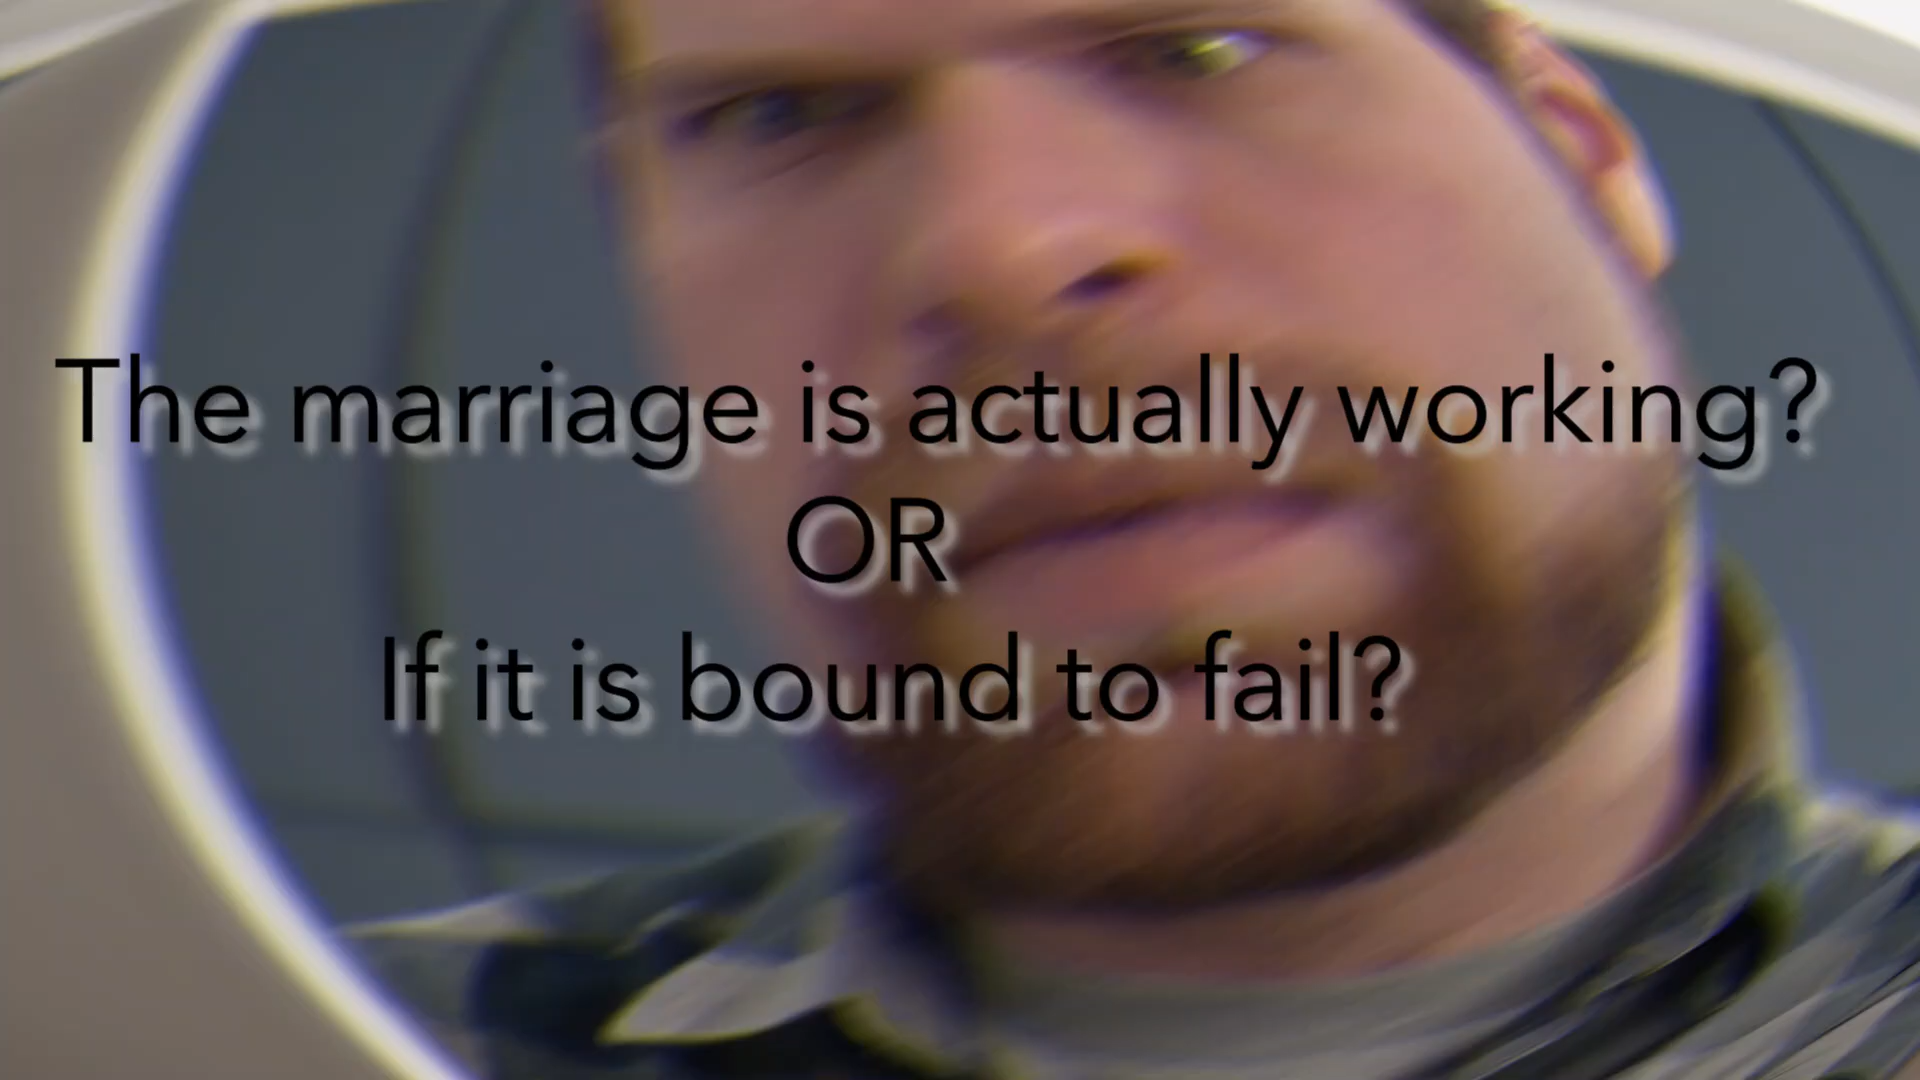 The marriage is actually working?
OR
If it is bound to fail?